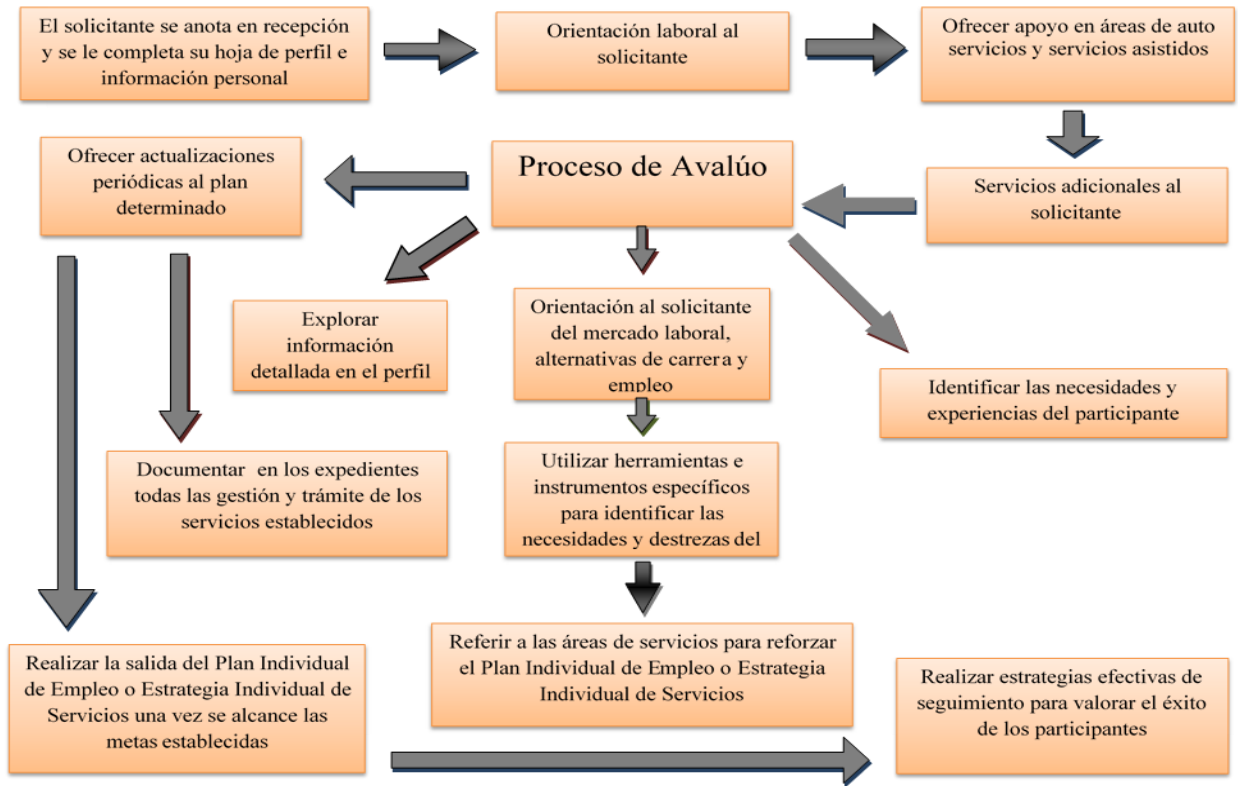 El solicitante se anota en recepción
y se le completa su hoja de perfil e
información personal
Orientación laboral al
solicitante
Ofrecer apoyo en áreas de auto
servicios y servicios asistidos
Ofrecer actualizaciones
periódicas al plan
determinado
Proceso de Avalúo
Servicios adicionales al
solicitante
Explorar
información
detallada en el perfil
Orientación al solicitante
del mercado laboral,
alternativas de carrera y
empleo
Identificar las necesidades y
experiencias del participante
Documentar en los expedientes
todas las gestión y trámite de los
servicios establecidos
Utilizar herramientas e
instrumentos específicos
para identificar las
necesidades y destrezas del
Realizar la salida del Plan Individual
de Empleo o Estrategia Individual de
Servicios una vez se alcance las
metas establecidas
Referir a las áreas de servicios para reforzar
el Plan Individual de Empleo o Estrategia
Individual de Servicios
Realizar estrategias efectivas de
seguimiento para valorar el éxito
de los participantes